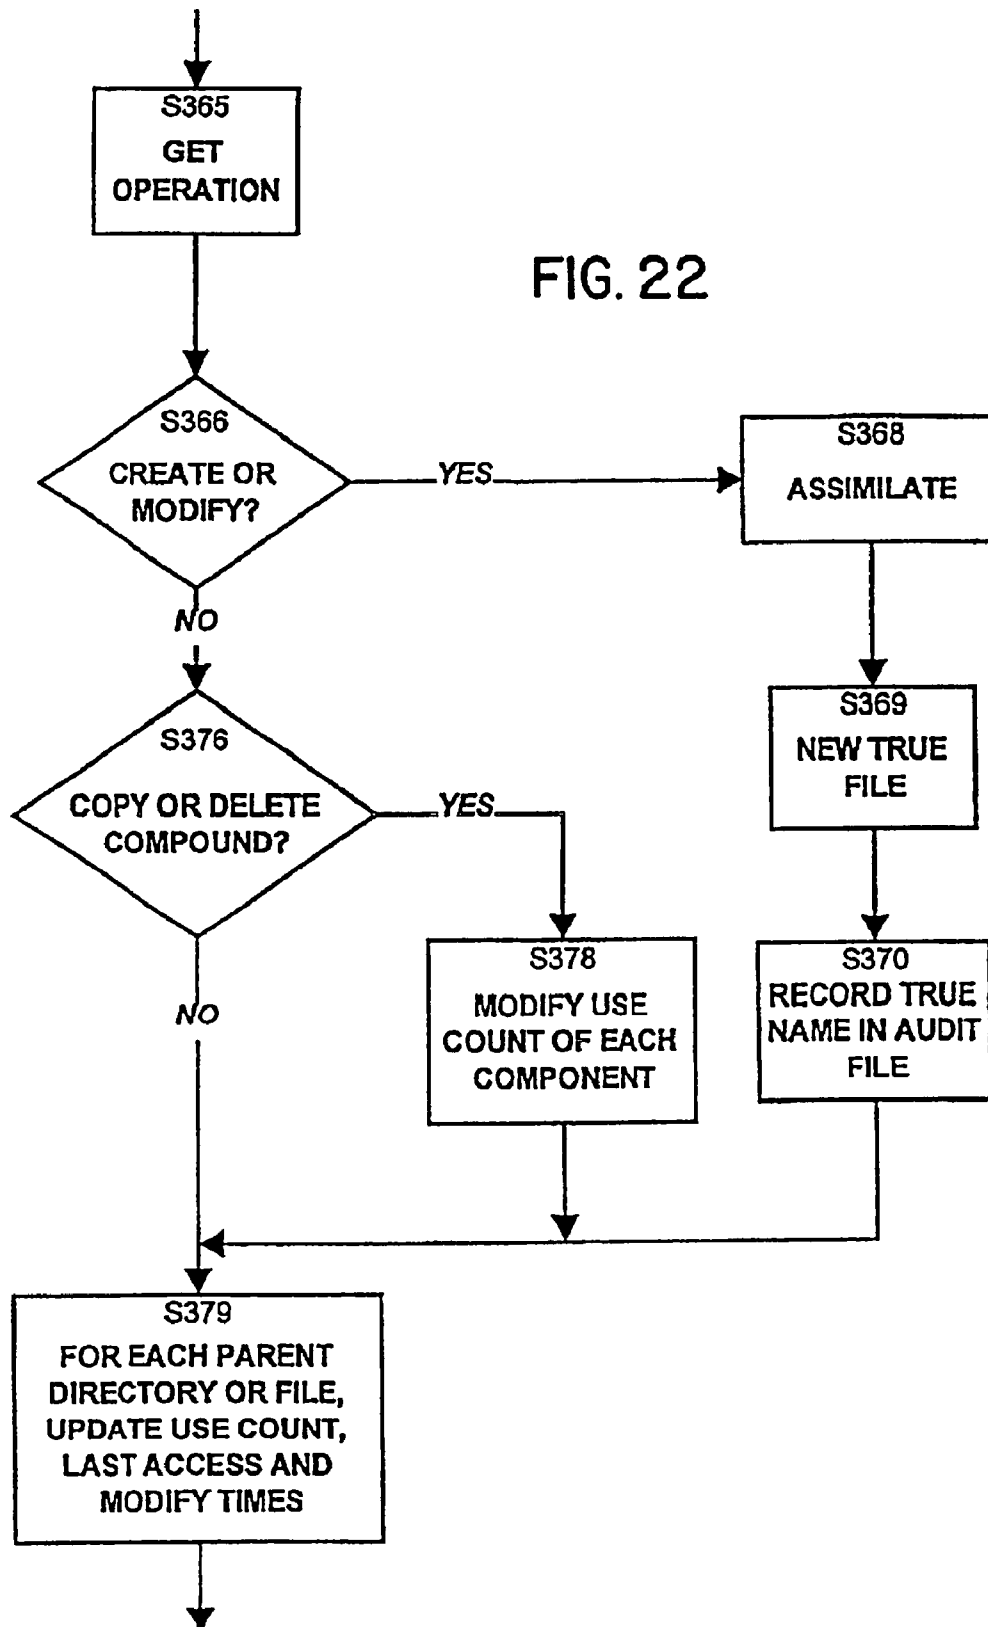 S365
GET
OPERATION
FIG. 22
S366
CREATE OR
MODIFY?
YES
S368
ASSIMILATE
NO
S369
NEW TRUE
FILE
S376
COPY OR DELETE
COMPOUND?
YES
S378
MODIFY USE
COUNT OF EACH
COMPONENT
S370
RECORD TRUE
NAME IN AUDIT
FILE
NO
S379
FOR EACH PARENT
DIRECTORY OR FILE,
UPDATE USE COUNT,
LAST ACCESS AND
MODIFY TIMES